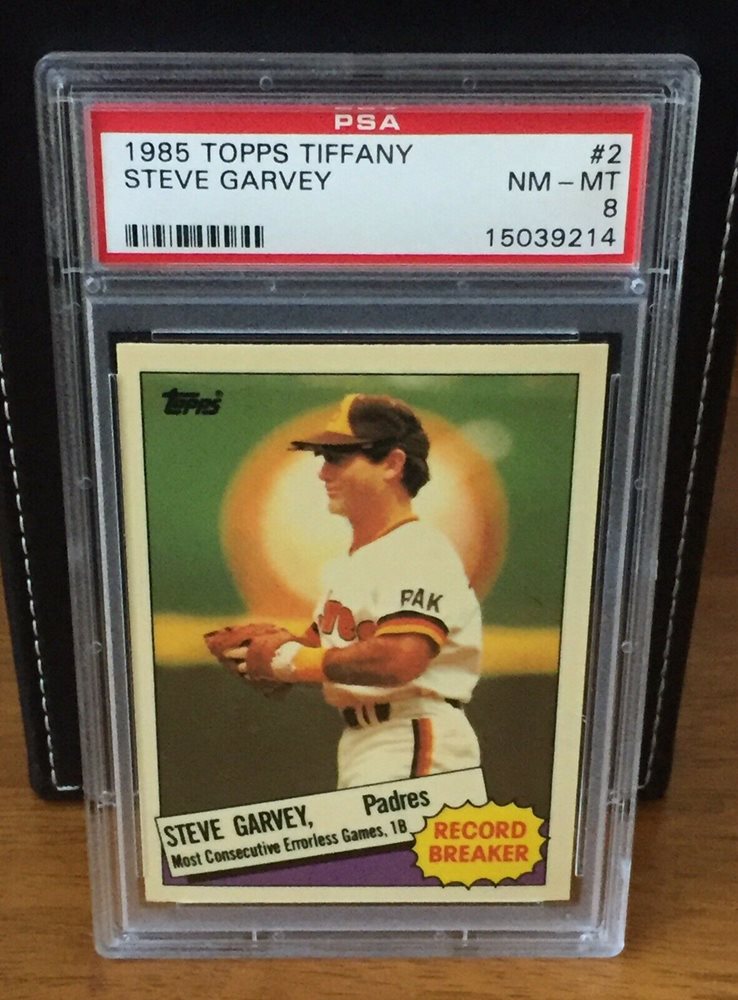 PSA
1985 TOPPS TIFFANY #2
STEVE GARVEY NM – MT
8
15039214
TOPPS
RAK
STEVE GARVEY, Padres
Most Consecutive Errorless Games, 1B
RECORD
BREAKER